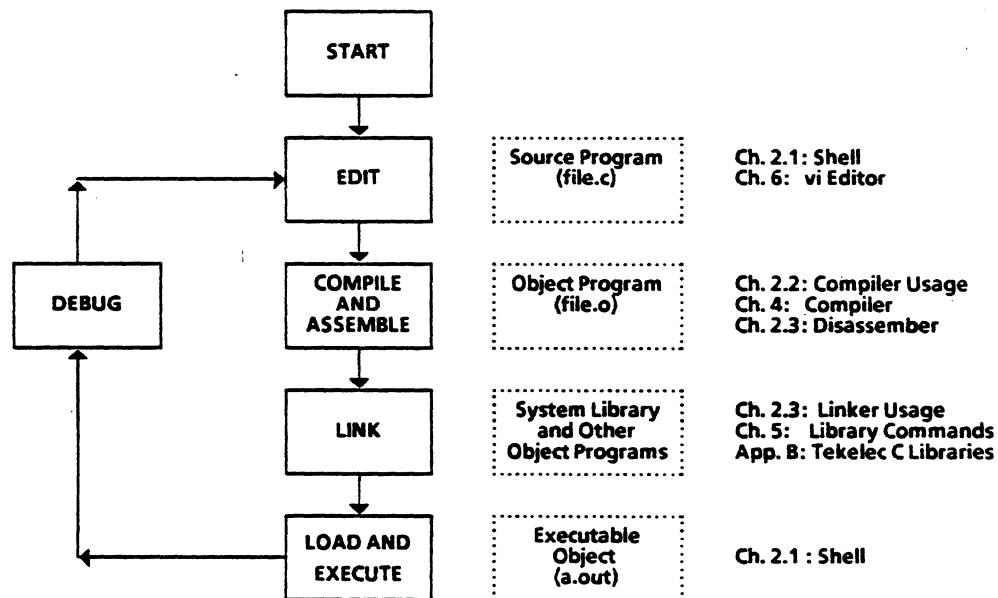 START
EDIT
Source Program
(file.c)
Ch. 2.1: Shell
Ch. 6: vi Editor
DEBUG
COMPILE
AND
ASSEMBLE
Object Program
(file.o)
Ch. 2.2: Compiler Usage
Ch. 4: Compiler
Ch. 2.3: Disassember
LINK
System Library
and Other
Object Programs
Ch. 2.3: Linker Usage
Ch. 5: Library Commands
App. B: Tekelec C Libraries
LOAD AND
EXECUTE
Executable
Object
(a.out)
Ch. 2.1 : Shell